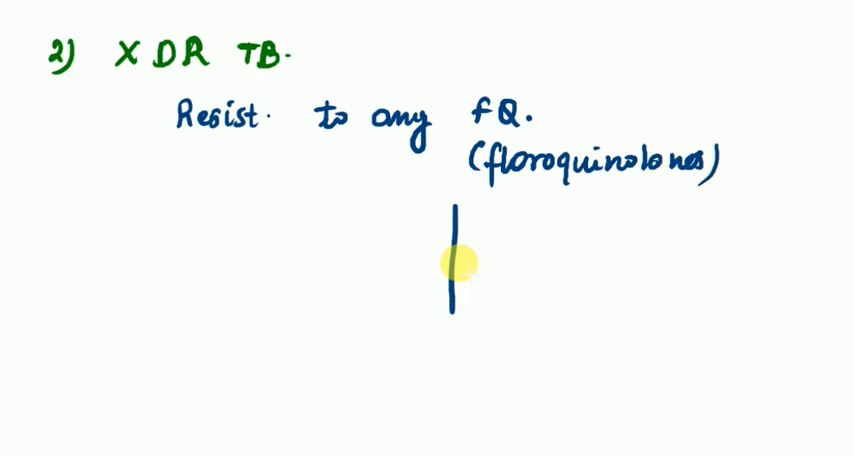 2) XDR TB.
Resist. to any FQ.
(floroquinolones)